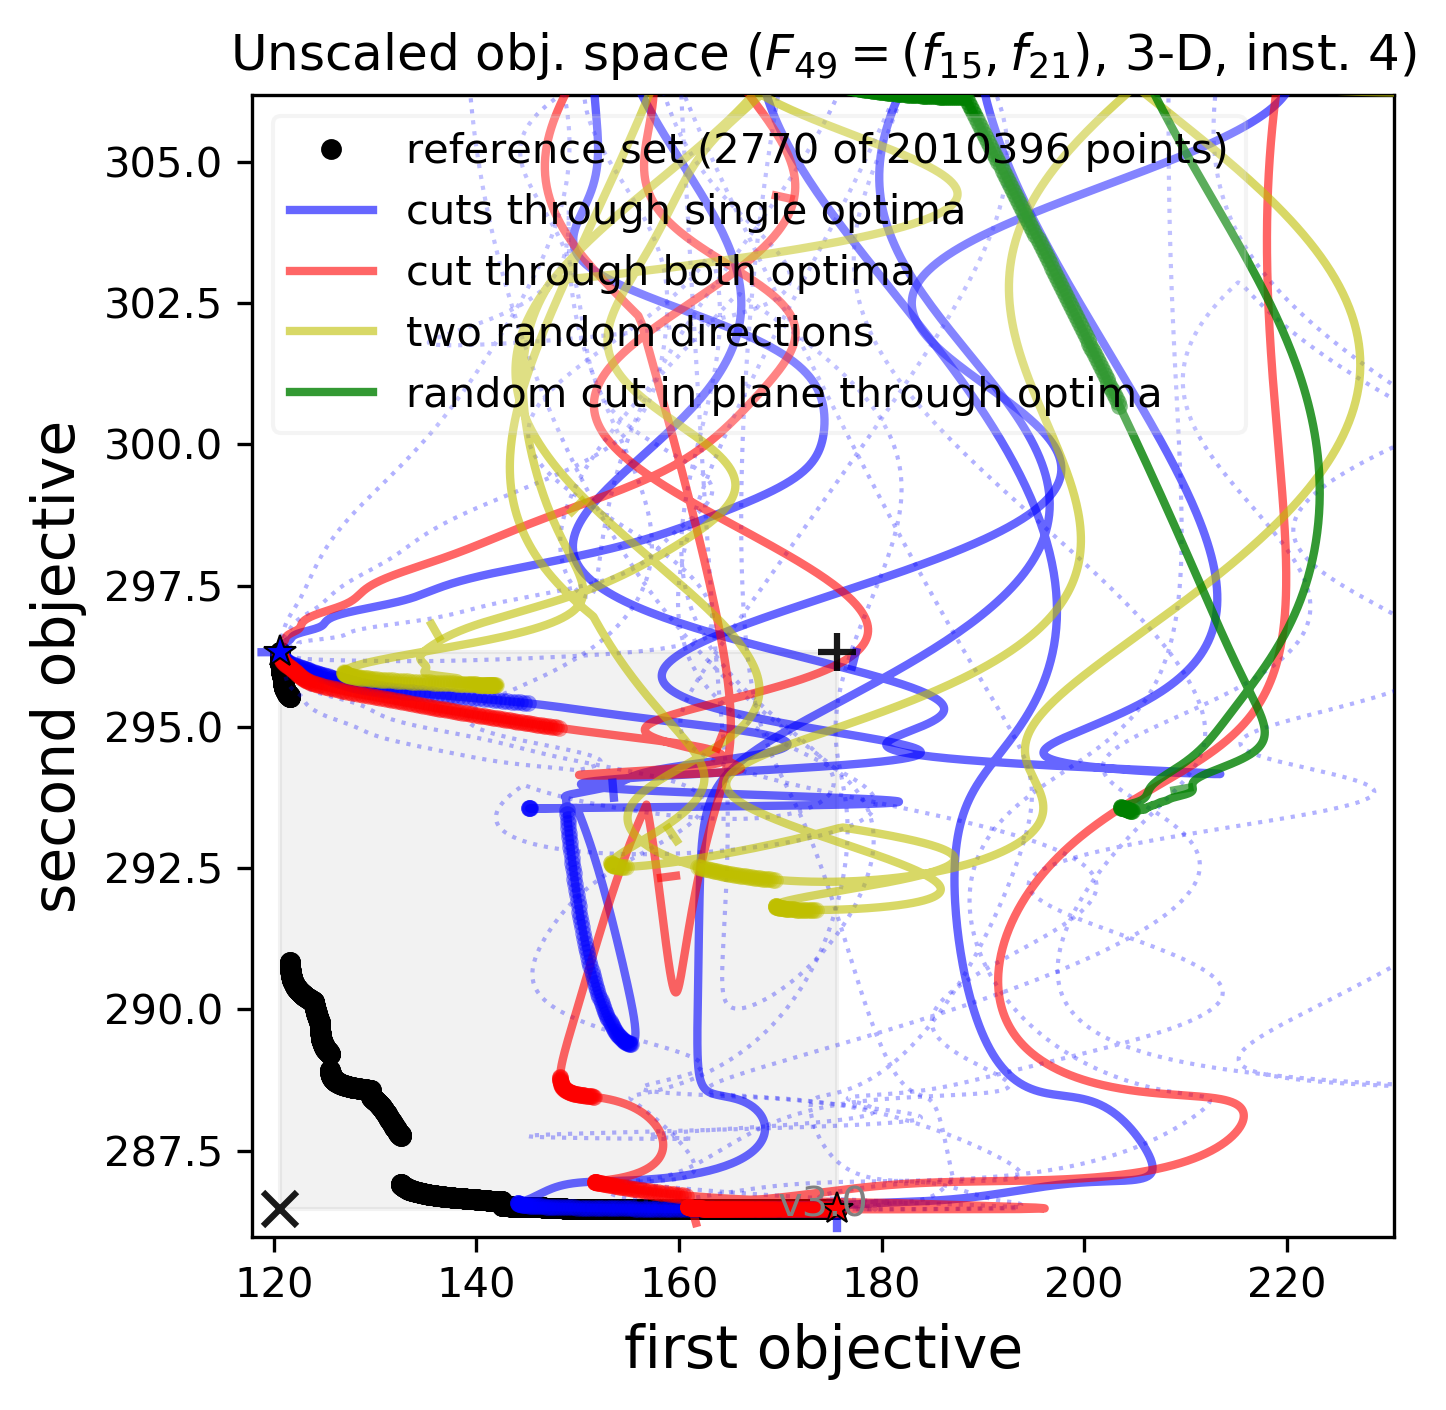 Unscaled obj. space (F₄₉ = (f₁₅, f₂₁), 3-D, inst. 4)
reference set (2770 of 2010396 points)
cuts through single optima
cut through both optima
two random directions
random cut in plane through optima
305.0
302.5
300.0
297.5
295.0
292.5
290.0
287.5
second objective
v3.0
120 140 160 180 200 220
first objective